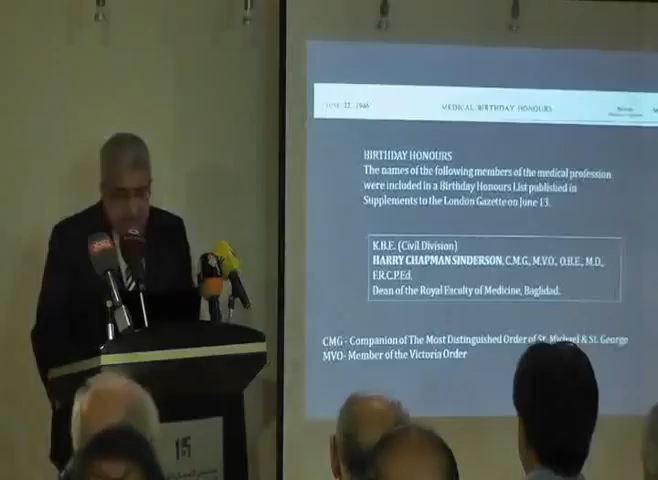 JUNE 22, 1946
MEDICAL BIRTHDAY HONOURS
BIRTHDAY HONOURS
The names of the following members of the medical profession
were included in a Birthday Honours List published in
Supplements to the London Gazette on June 13.
K.B.E. (Civil Division)
HARRY CHAPMAN SINDERSON, C.M.G., M.V.O., O.B.E., M.D.,
F.R.C.P.Ed.
Dean of the Royal Faculty of Medicine, Baghdad.
CMG - Companion of The Most Distinguished Order of St. Michael & St. George
MVO- Member of the Victoria Order